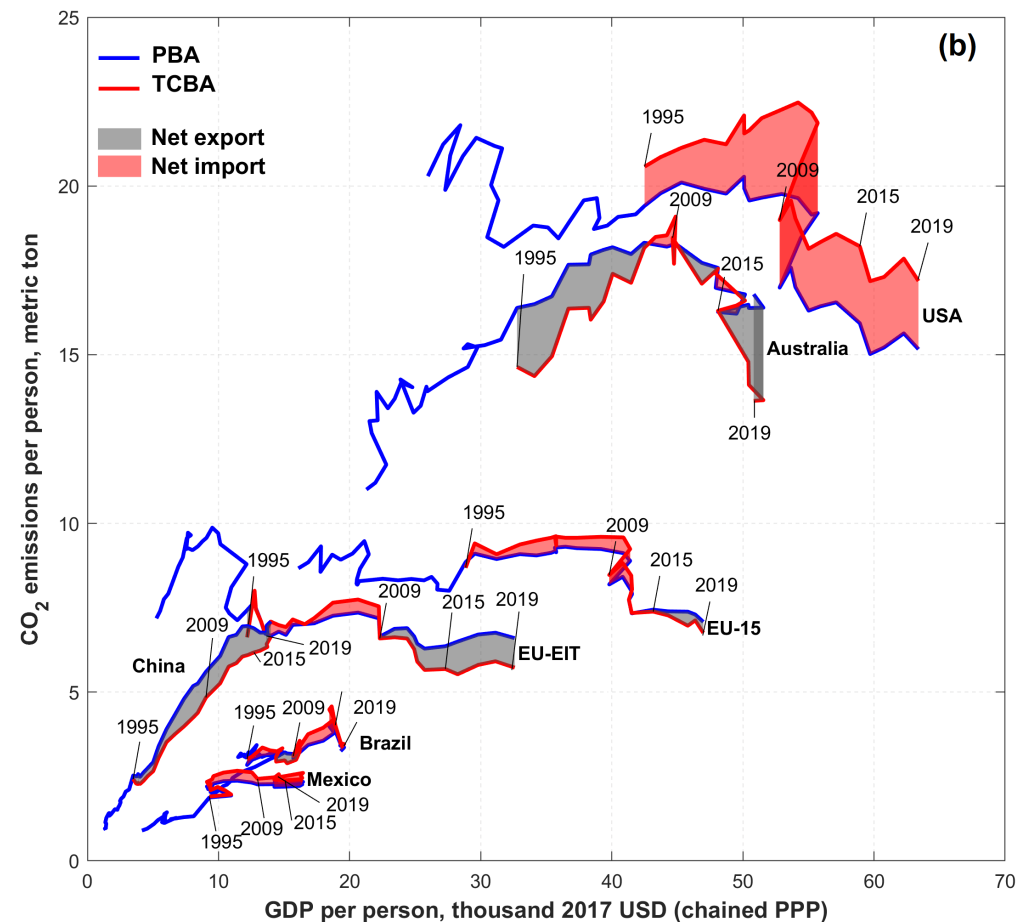 25
20
15
10
5
0
0
10
20
30
40
50
60
70
CO2 emissions per person, metric ton
GDP per person, thousand 2017 USD (chained PPP)
(b)
PBA
TCBA
Net export
Net import
1995
2009
2015
2019
USA
1995
2009
2015
2019
Australia
1995
2009
2015
2019
EU-15
1995
2009
2015
2019
EU-EIT
1995
2009
2015
2019
China
1995
2009
2019
Brazil
1995
2009
2015
2019
Mexico